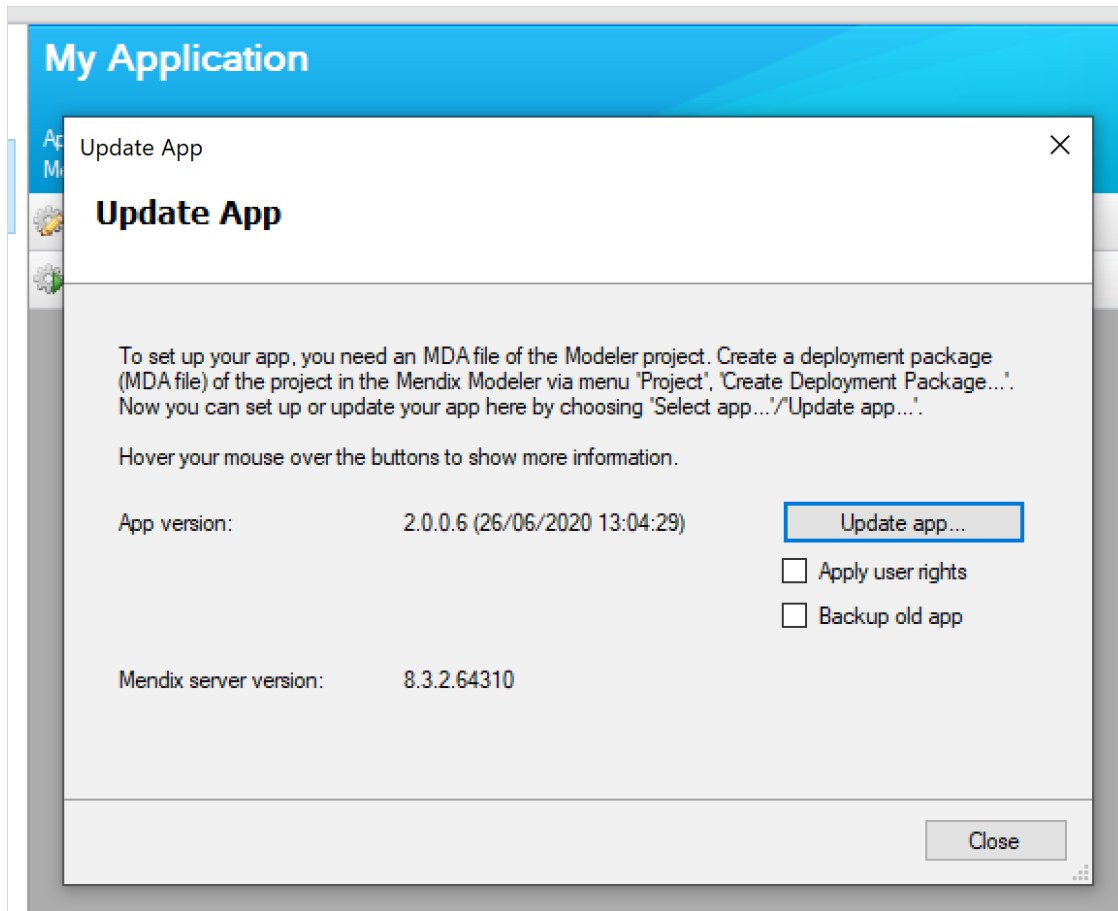 My Application
Update App
Update App
To set up your app, you need an MDA file of the Modeler project. Create a deployment package
(MDA file) of the project in the Mendix Modeler via menu 'Project', 'Create Deployment Package...'.
Now you can set up or update your app here by choosing 'Select app...'/'Update app...'.
Hover your mouse over the buttons to show more information.
App version: 2.0.0.6 (26/06/2020 13:04:29) Update app...
Apply user rights
Backup old app
Mendix server version: 8.3.2.64310
Close